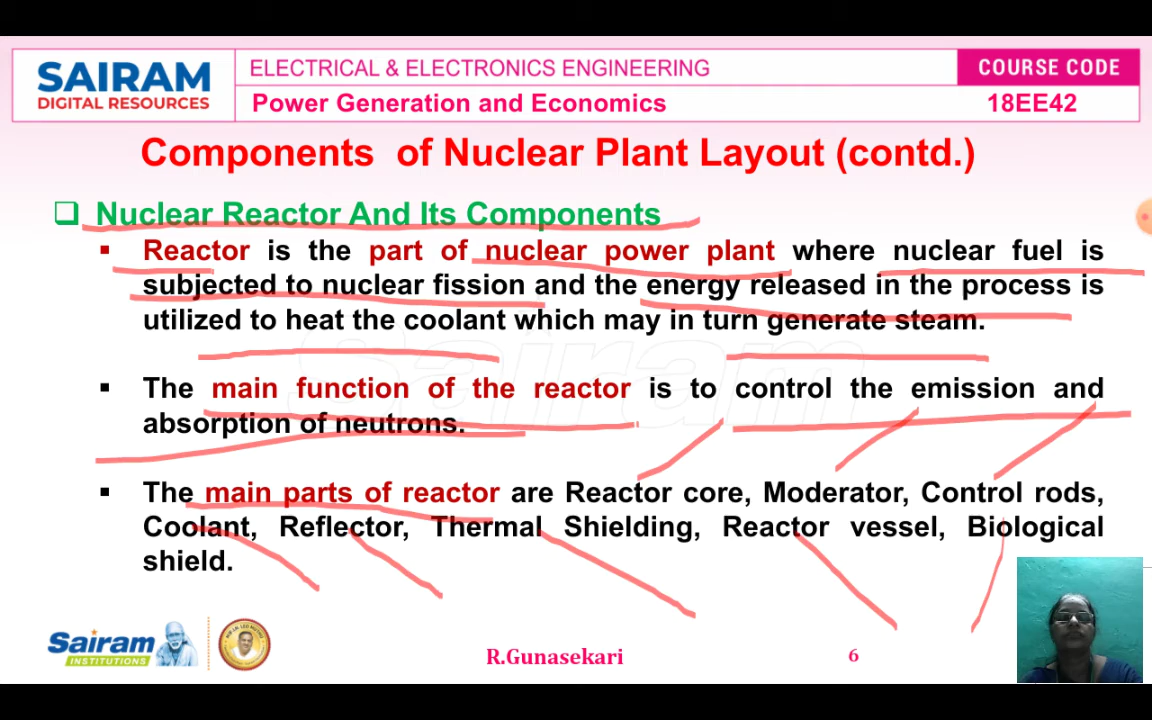 SAIRAM
DIGITAL RESOURCES
ELECTRICAL & ELECTRONICS ENGINEERING
COURSE CODE
Power Generation and Economics
18EE42
Components of Nuclear Plant Layout (contd.)
Nuclear Reactor And Its Components
Reactor is the part of nuclear power plant where nuclear fuel is
subjected to nuclear fission and the energy released in the process is
utilized to heat the coolant which may in turn generate steam.
Sairam
The main function of the reactor is to control the emission and
absorption of neutrons.
The main parts of reactor are Reactor core, Moderator, Control rods,
Coolant, Reflector, Thermal Shielding, Reactor vessel, Biological
shield.
Sairam
INSTITUTIONS
R.Gunasekari
6